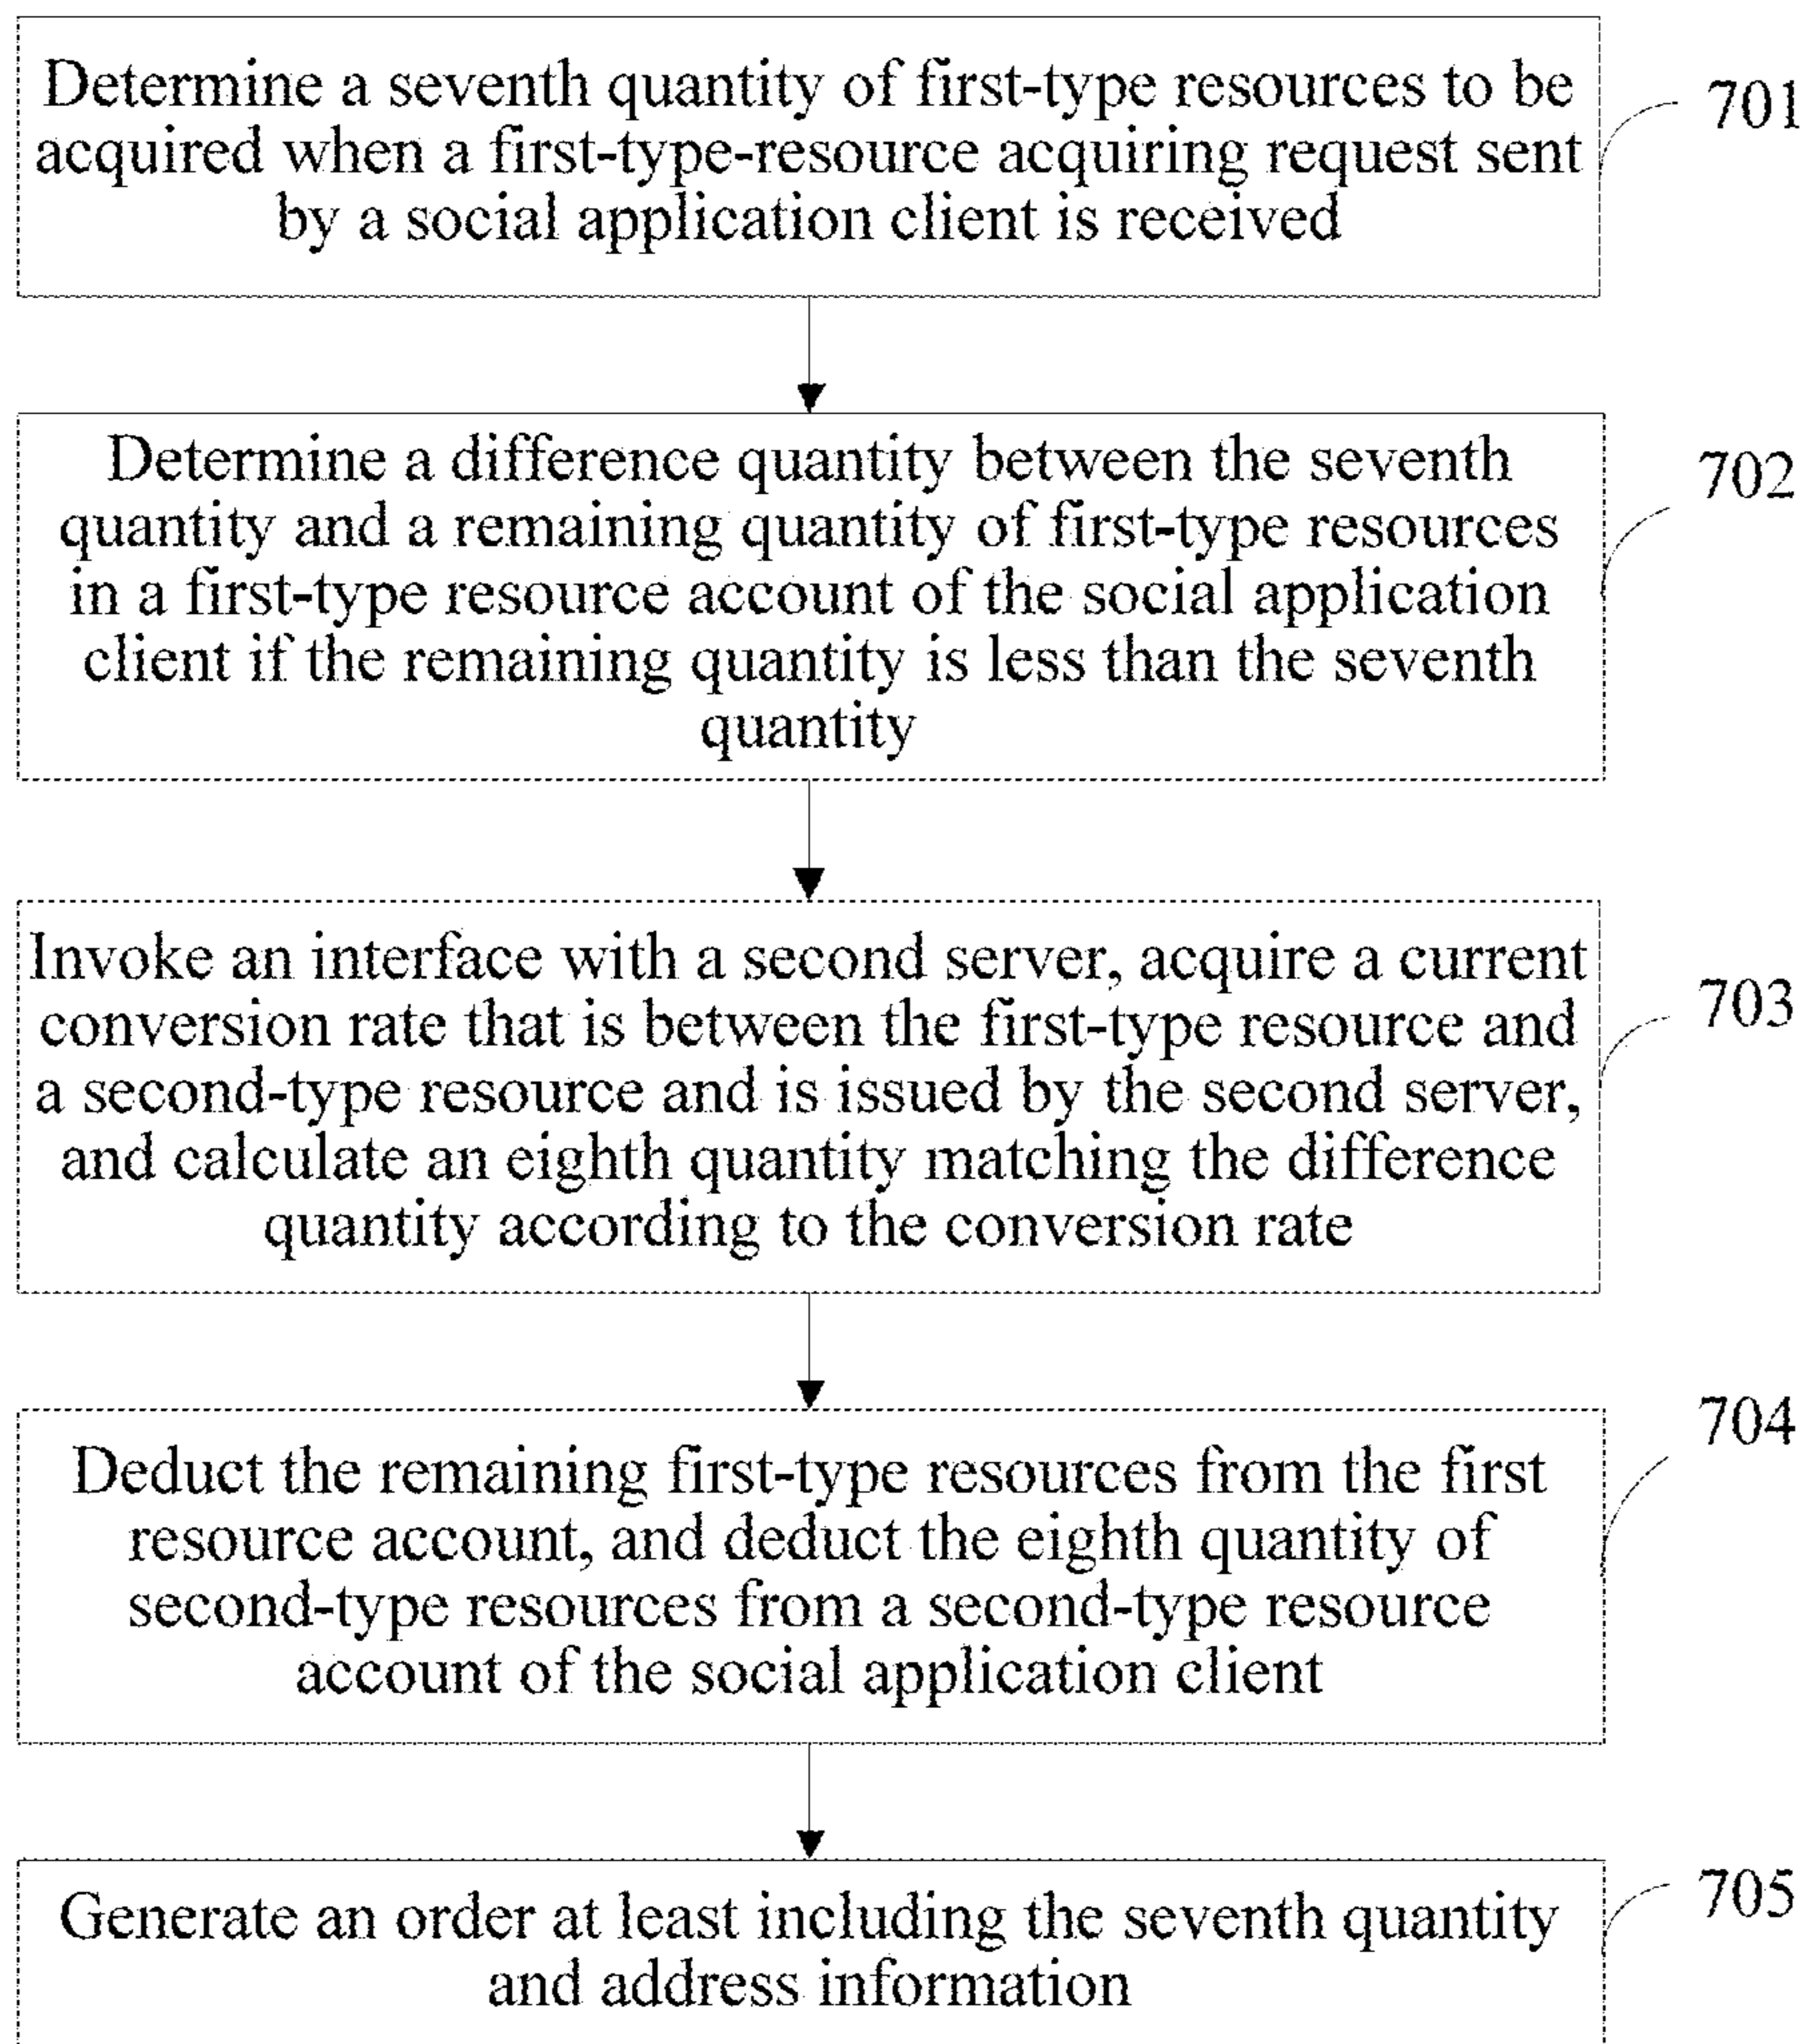 Determine a seventh quantity of first-type resources to be
acquired when a first-type-resource acquiring request sent
by a social application client is received
701
Determine a difference quantity between the seventh
quantity and a remaining quantity of first-type resources
in a first-type resource account of the social application
client if the remaining quantity is less than the seventh
quantity
702
Invoke an interface with a second server, acquire a current
conversion rate that is between the first-type resource and
a second-type resource and is issued by the second server,
and calculate an eighth quantity matching the difference
quantity according to the conversion rate
703
Deduct the remaining first-type resources from the first
resource account, and deduct the eighth quantity of
second-type resources from a second-type resource
account of the social application client
704
Generate an order at least including the seventh quantity
and address information
705